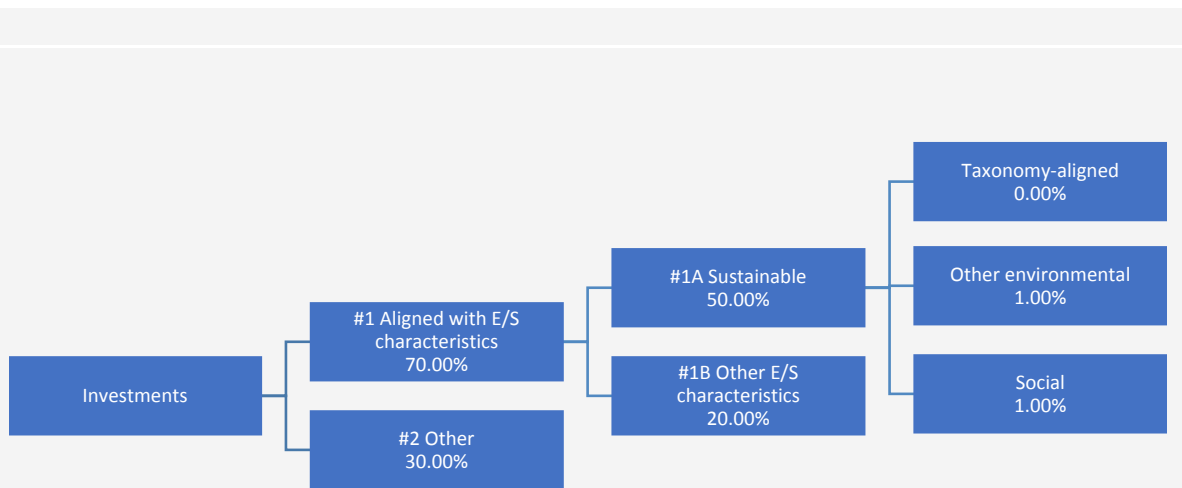 Investments
#1 Aligned with E/S
characteristics
70.00%
#2 Other
30.00%
#1A Sustainable
50.00%
#1B Other E/S
characteristics
20.00%
Taxonomy-aligned
0.00%
Other environmental
1.00%
Social
1.00%